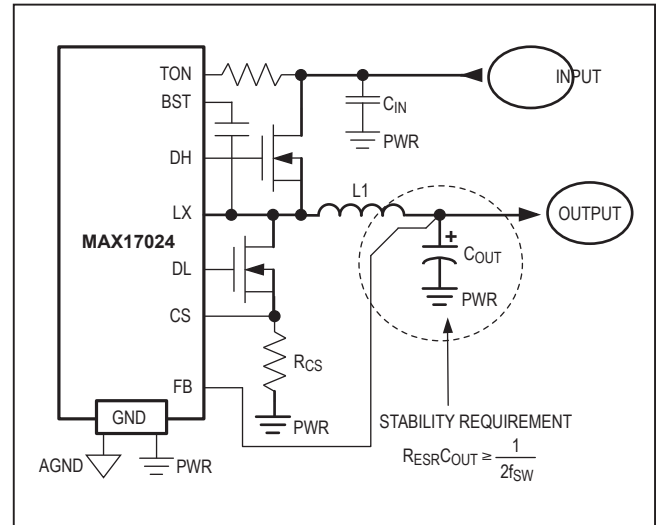 TON
INPUT
BST
C_IN
PWR
DH
L1
LX
OUTPUT
MAX17024
C_OUT
DL
PWR
CS
R_CS
FB
PWR
STABILITY REQUIREMENT
GND
R_ESR C_OUT ≥ 1/2f_SW
AGND
PWR